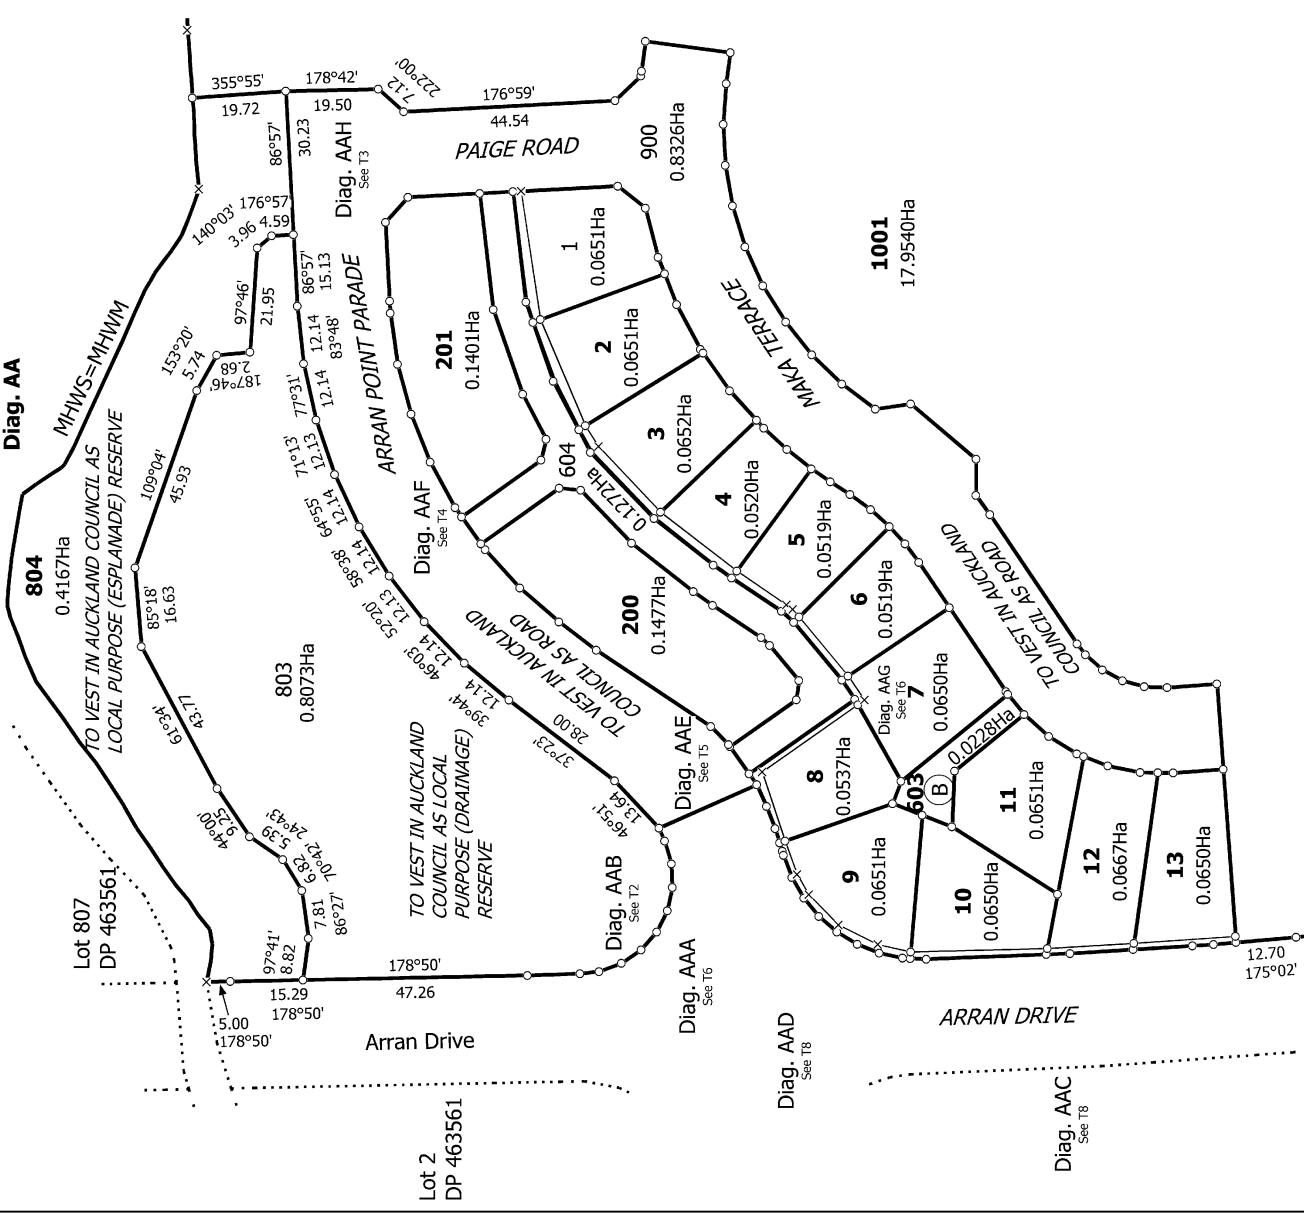 Diag. AA
MHWS=MHWM
804
0.4167Ha
TO VEST IN AUCKLAND COUNCIL AS
LOCAL PURPOSE (ESPLANADE) RESERVE
355°55'
19.72
178°42'
19.50
222°00'
7.12
176°59'
44.54
86°57'
30.23
Diag. AAH
See T3
PAIGE ROAD
900
0.8326Ha
140°03'
3.96
176°57'
4.59
97°46'
21.95
153°20'
5.74
187°46'
2.68
109°04'
45.93
85°18'
16.63
61°34'
43.71
44°00'
9.25
24°43'
5.39
70°42'
6.82
86°27'
7.81
97°41'
8.82
86°57'
15.13
83°48'
12.14
77°31'
12.14
71°13'
12.13
64°55'
12.14
58°38'
12.14
52°20'
12.13
46°03'
12.14
39°44'
12.14
37°23'
28.00
46°51'
13.64
178°50'
47.26
15.29
178°50'
5.00
178°50'
803
0.8073Ha
TO VEST IN AUCKLAND
COUNCIL AS LOCAL
PURPOSE (DRAINAGE)
RESERVE
ARRAN POINT PARADE
TO VEST IN AUCKLAND
COUNCIL AS ROAD
Diag. AAF
See T4
201
0.1401Ha
200
0.1477Ha
604
0.1272Ha
1
0.0651Ha
2
0.0651Ha
3
0.0652Ha
4
0.0520Ha
5
0.0519Ha
6
0.0519Ha
7
0.0650Ha
Diag. AAG
See T6
8
0.0537Ha
9
0.0651Ha
603
B
0.0228Ha
10
0.0650Ha
11
0.0651Ha
12
0.0667Ha
13
0.0650Ha
MAKA TERRACE
TO VEST IN AUCKLAND
COUNCIL AS ROAD
1001
17.9540Ha
Lot 807
DP 463561
Arran Drive
Lot 2
DP 463561
Diag. AAB
See T2
Diag. AAE
See T5
Diag. AAA
See T6
Diag. AAD
See T8
ARRAN DRIVE
Diag. AAC
See T8
12.70
175°02'